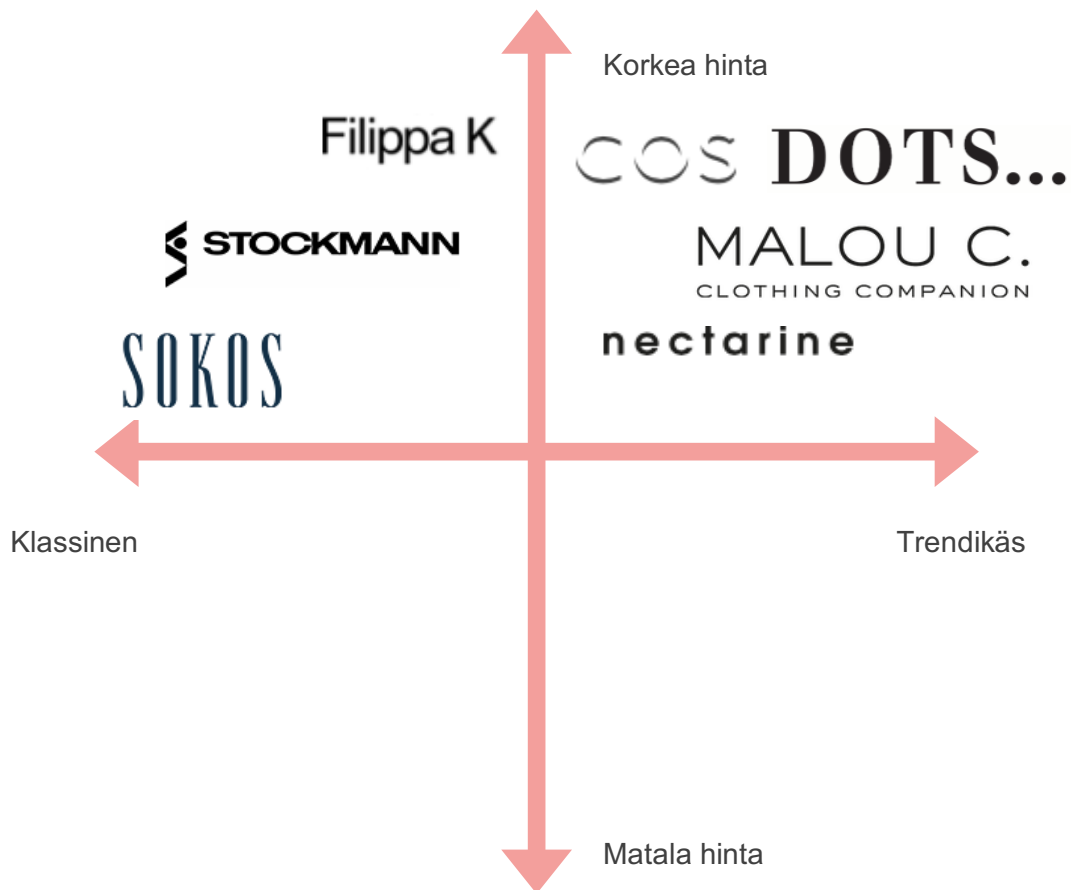 Korkea hinta
Filippa K
COS DOTS...
STOCKMANN
MALOU C.
CLOTHING COMPANION
SOKOS
nectarine
Klassinen
Trendikäs
Matala hinta